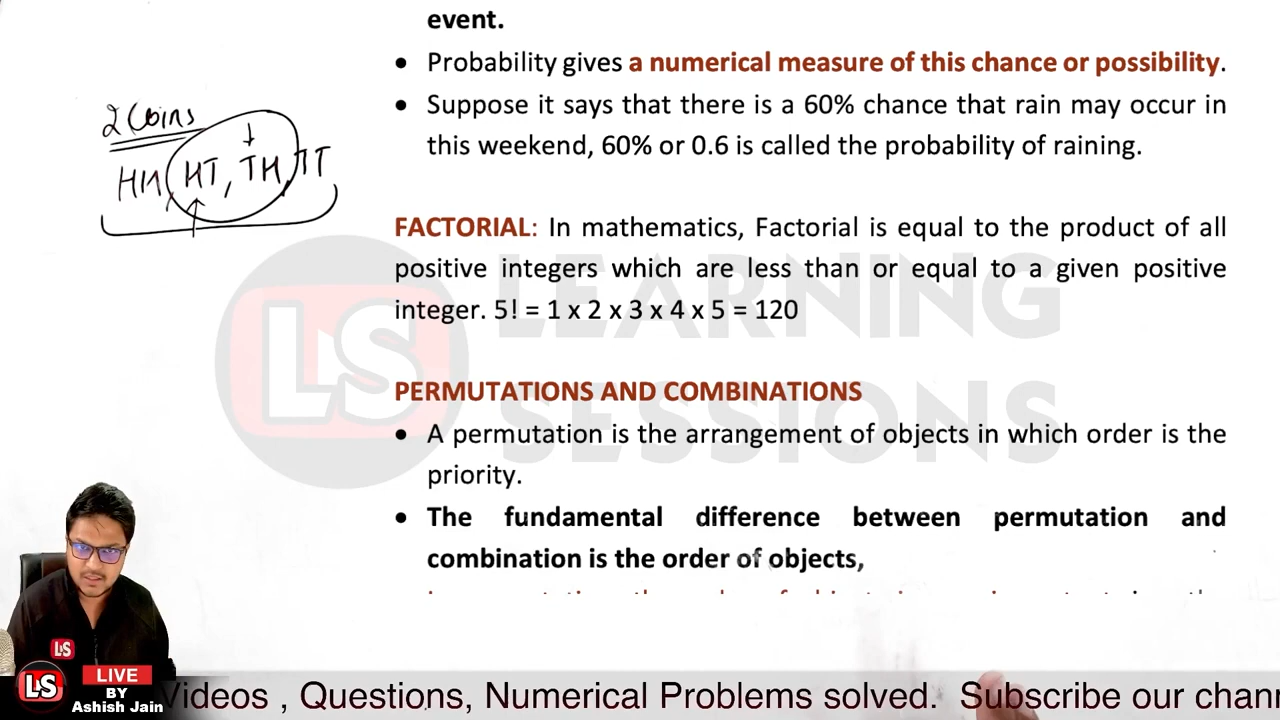 event.
• Probability gives a numerical measure of this chance or possibility.
• Suppose it says that there is a 60% chance that rain may occur in
this weekend, 60% or 0.6 is called the probability of raining.
2 Coins
HH, HT, TH, TT
FACTORIAL: In mathematics, Factorial is equal to the product of all
positive integers which are less than or equal to a given positive
integer. 5! = 1 x 2 x 3 x 4 x 5 = 120
LS LEARNING
SESSIONS
PERMUTATIONS AND COMBINATIONS
• A permutation is the arrangement of objects in which order is the
priority.
• The fundamental difference between permutation and
combination is the order of objects,
L&S
LS
LIVE
BY
Ashish Jain
Videos , Questions, Numerical Problems solved. Subscribe our chan